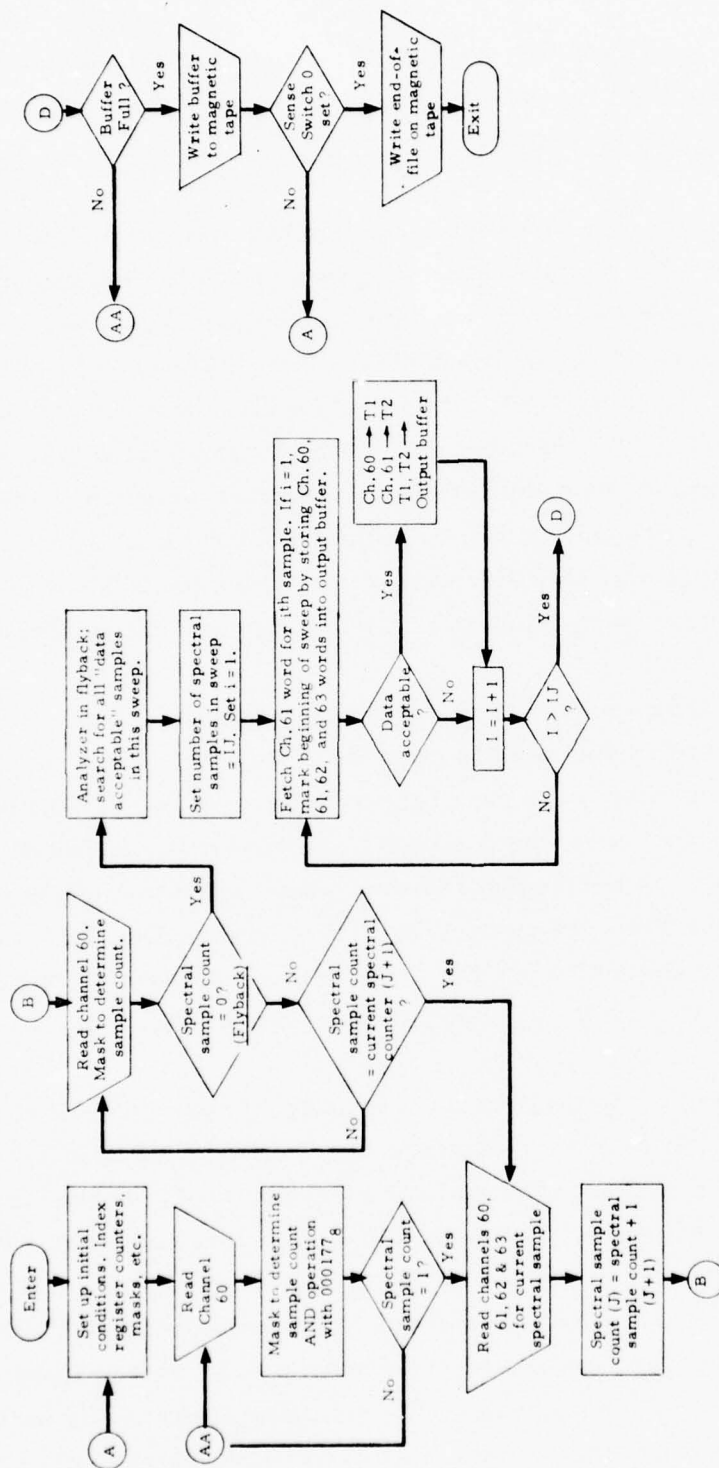 Enter
A
Set up initial
conditions. Index
register counters,
masks, etc.
AA
Read
Channel
60
Mask to determine
sample count
AND operation
with 000177₈
Spectral
sample count
= 1?
No
Yes
Read channels 60,
61, 62 & 63
for current
spectral sample
Spectral sample
count (J) = spectral
sample count + 1
(J + 1)
B
B
Read channel 60.
Mask to determine
sample count.
Spectral
sample count
= 0?
(Flyback)
Yes
No
Spectral
sample count
= current spectral
counter (J + 1)
?
No
Yes
Analyzer in flyback;
search for all "data
acceptable" samples
in this sweep.
Set number of spectral
samples in sweep
= IJ. Set i = 1.
Fetch Ch. 61 word for ith sample. If i = 1,
mark beginning of sweep by storing Ch. 60,
61, 62, and 63 words into output buffer.
Data
acceptable
?
Yes
No
Ch. 60 → T1
Ch. 61 → T2
T1, T2 →
Output buffer
I = I + 1
I > IJ
?
No
Yes
D
D
Buffer
Full ?
No
Yes
AA
Write buffer
to magnetic
tape
Sense
Switch 0
set ?
No
Yes
A
Write end-of-
file on magnetic
tape
Exit